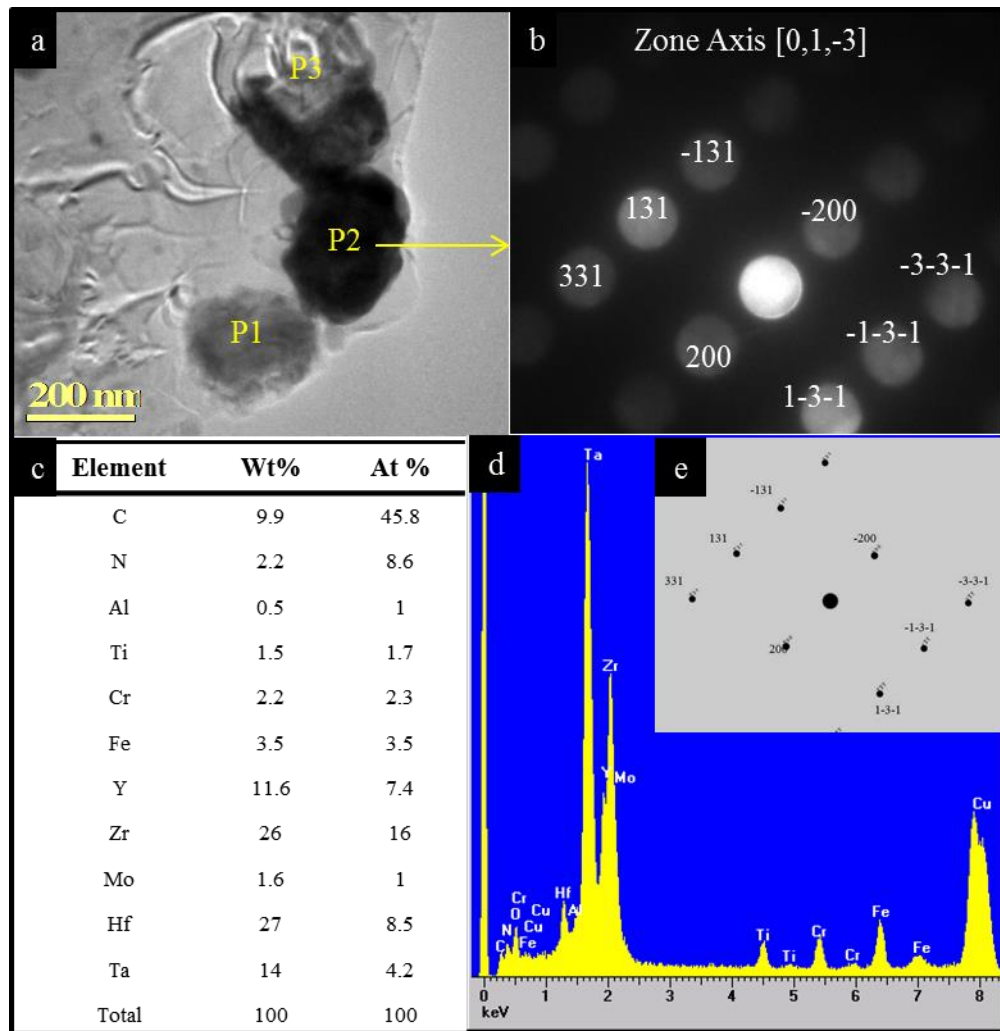 a
P3
P2
P1
200 nm
b
Zone Axis [0,1,-3]
-131
131
-200
331
-3-3-1
-1-3-1
200
1-3-1
c
Element Wt% At %
C 9.9 45.8
N 2.2 8.6
Al 0.5 1
Ti 1.5 1.7
Cr 2.2 2.3
Fe 3.5 3.5
Y 11.6 7.4
Zr 26 16
Mo 1.6 1
Hf 27 8.5
Ta 14 4.2
Total 100 100
d
Ta
Zr
Y Mo
Cu
Hf
Cr
O Cu
N Cu
C Fe
Ti
Ti
Cr
Cr
Fe
Fe
0 1 2 3 4 5 6 7 8
keV
e
-131
131
-200
331
-3-3-1
-1-3-1
200
1-3-1